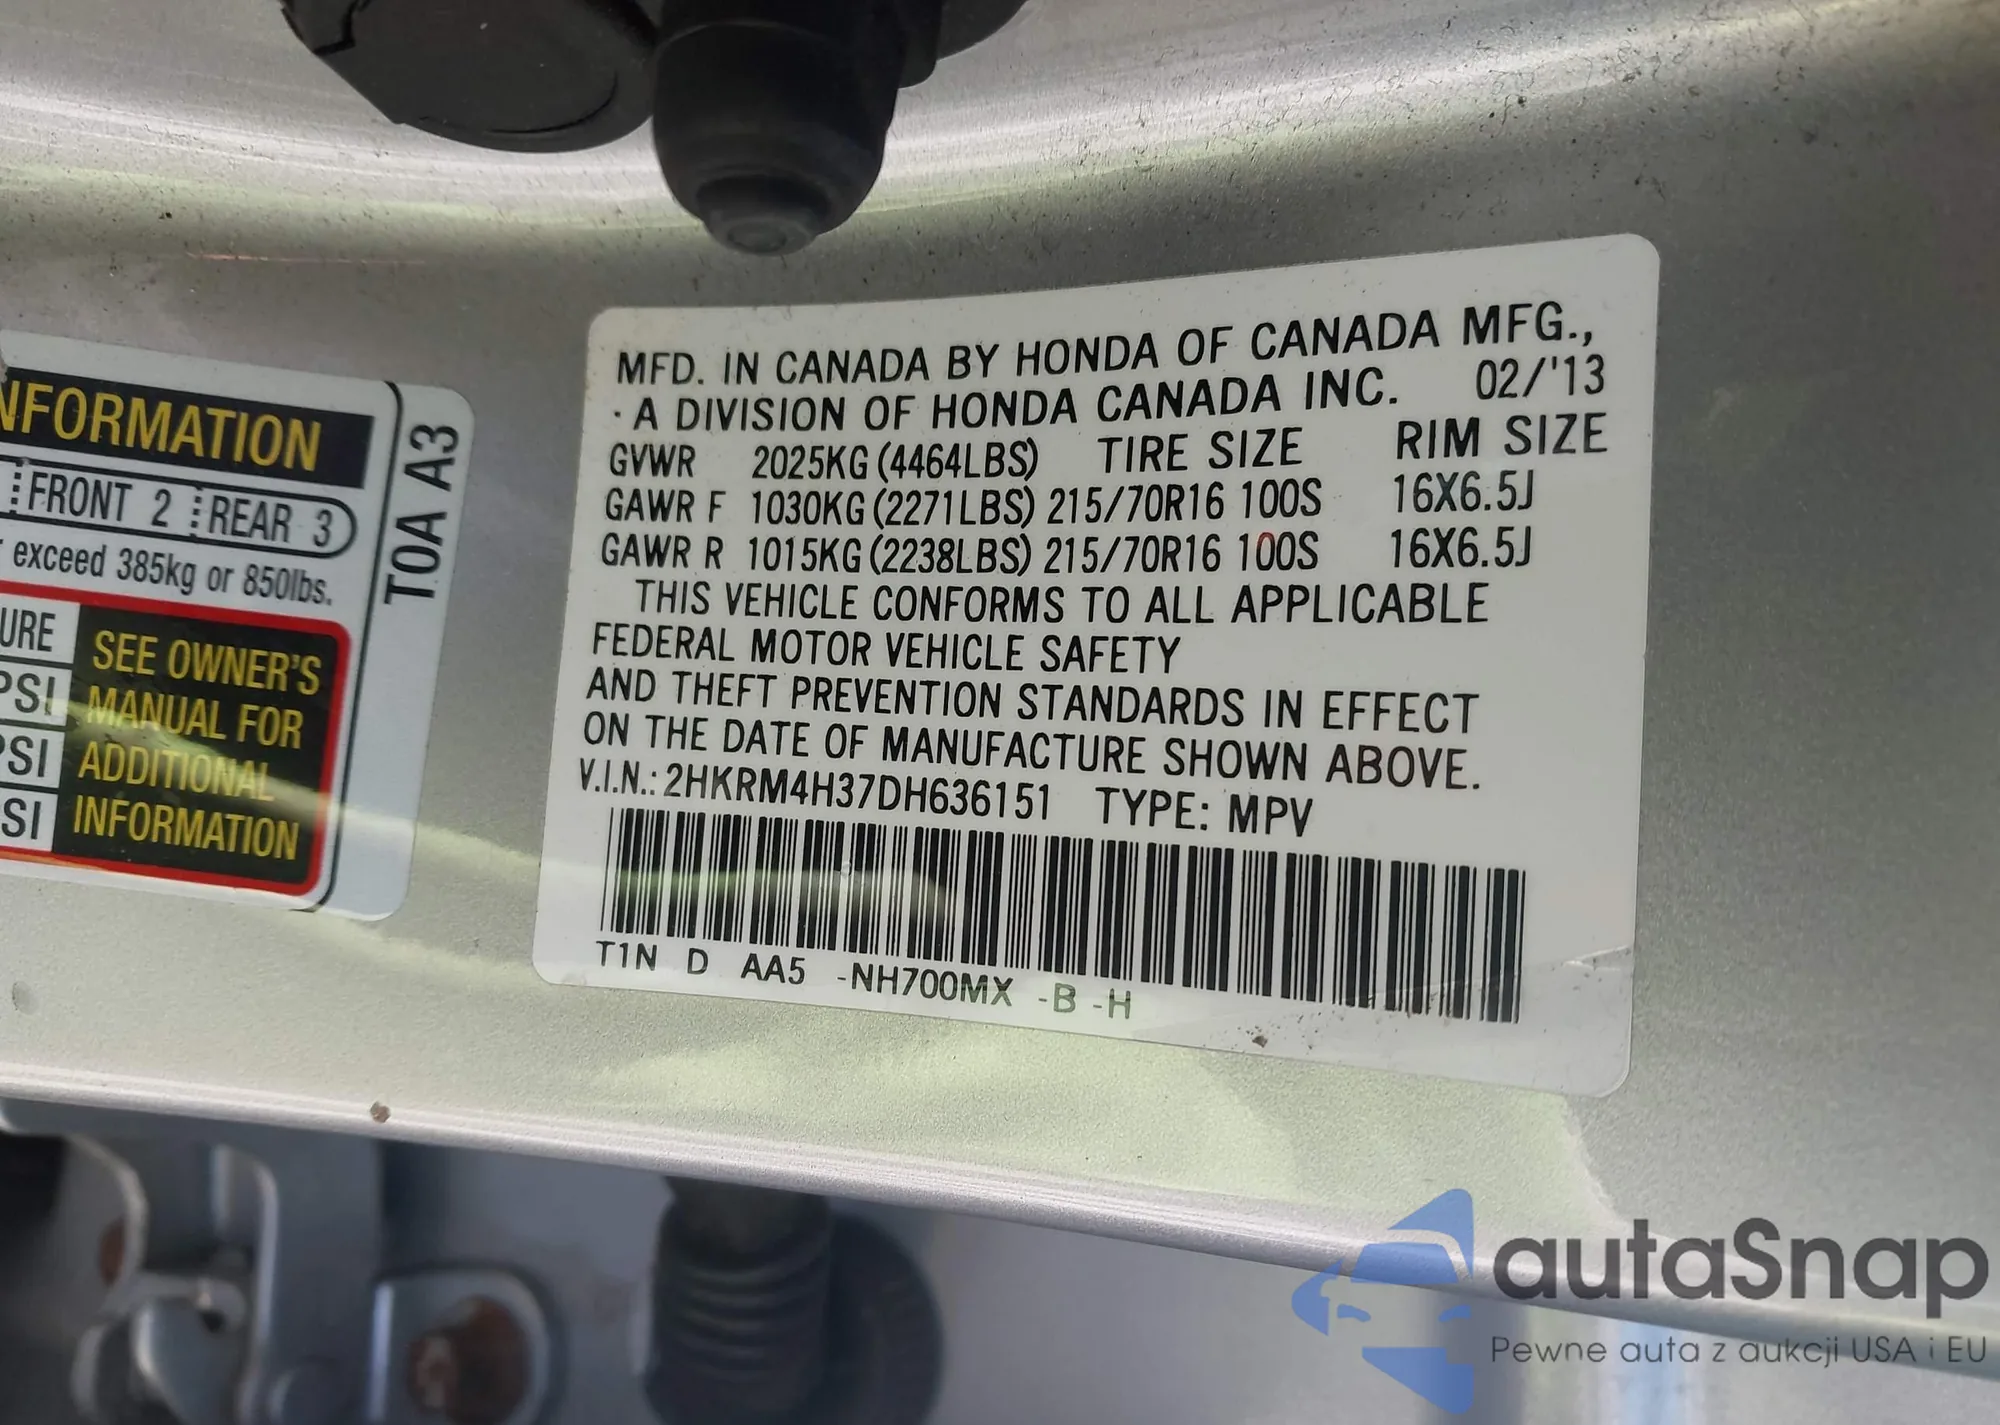 NFORMATION
FRONT 2 REAR 3
exceed 385kg or 850lbs.
URE
PSI
PSI
SI
SEE OWNER'S
MANUAL FOR
ADDITIONAL
INFORMATION
T0A A3
MFD. IN CANADA BY HONDA OF CANADA MFG.,
A DIVISION OF HONDA CANADA INC. 02/'13
GVWR 2025KG (4464LBS) TIRE SIZE RIM SIZE
GAWR F 1030KG (2271LBS) 215/70R16 100S 16X6.5J
GAWR R 1015KG (2238LBS) 215/70R16 100S 16X6.5J
THIS VEHICLE CONFORMS TO ALL APPLICABLE
FEDERAL MOTOR VEHICLE SAFETY
AND THEFT PREVENTION STANDARDS IN EFFECT
ON THE DATE OF MANUFACTURE SHOWN ABOVE.
V.I.N.: 2HKRM4H37DH636151 TYPE: MPV
T1N D AA5 -NH700MX -B -H
autaSnap
Pewne auta z aukcji USA i EU